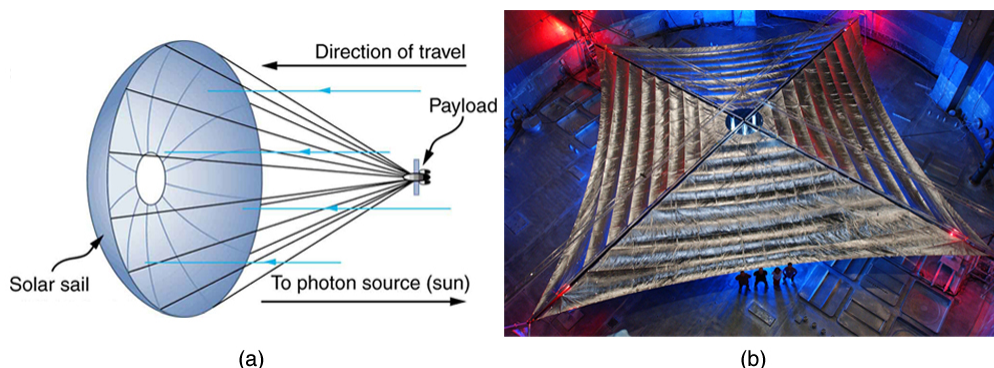 Direction of travel
Payload
Solar sail
To photon source (sun)
(a)
(b)